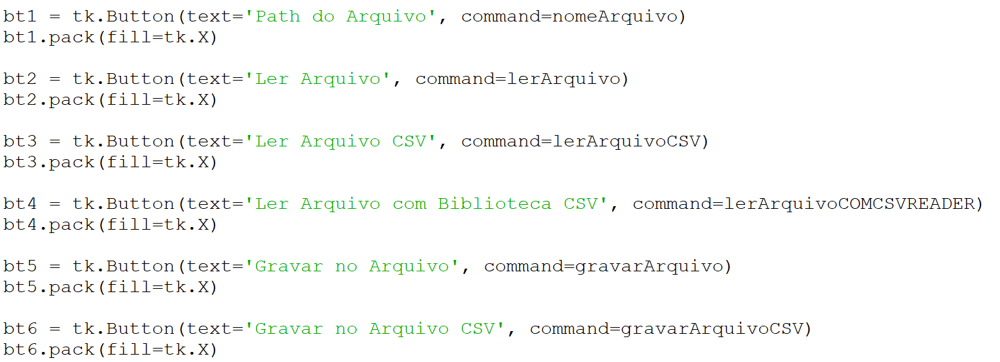 bt1 = tk.Button(text='Path do Arquivo', command=nomeArquivo)
bt1.pack(fill=tk.X)
bt2 = tk.Button(text='Ler Arquivo', command=lerArquivo)
bt2.pack(fill=tk.X)
bt3 = tk.Button(text='Ler Arquivo CSV', command=lerArquivoCSV)
bt3.pack(fill=tk.X)
bt4 = tk.Button(text='Ler Arquivo com Biblioteca CSV', command=lerArquivoCOMCSVREADER)
bt4.pack(fill=tk.X)
bt5 = tk.Button(text='Gravar no Arquivo', command=gravarArquivo)
bt5.pack(fill=tk.X)
bt6 = tk.Button(text='Gravar no Arquivo CSV', command=gravarArquivoCSV)
bt6.pack(fill=tk.X)